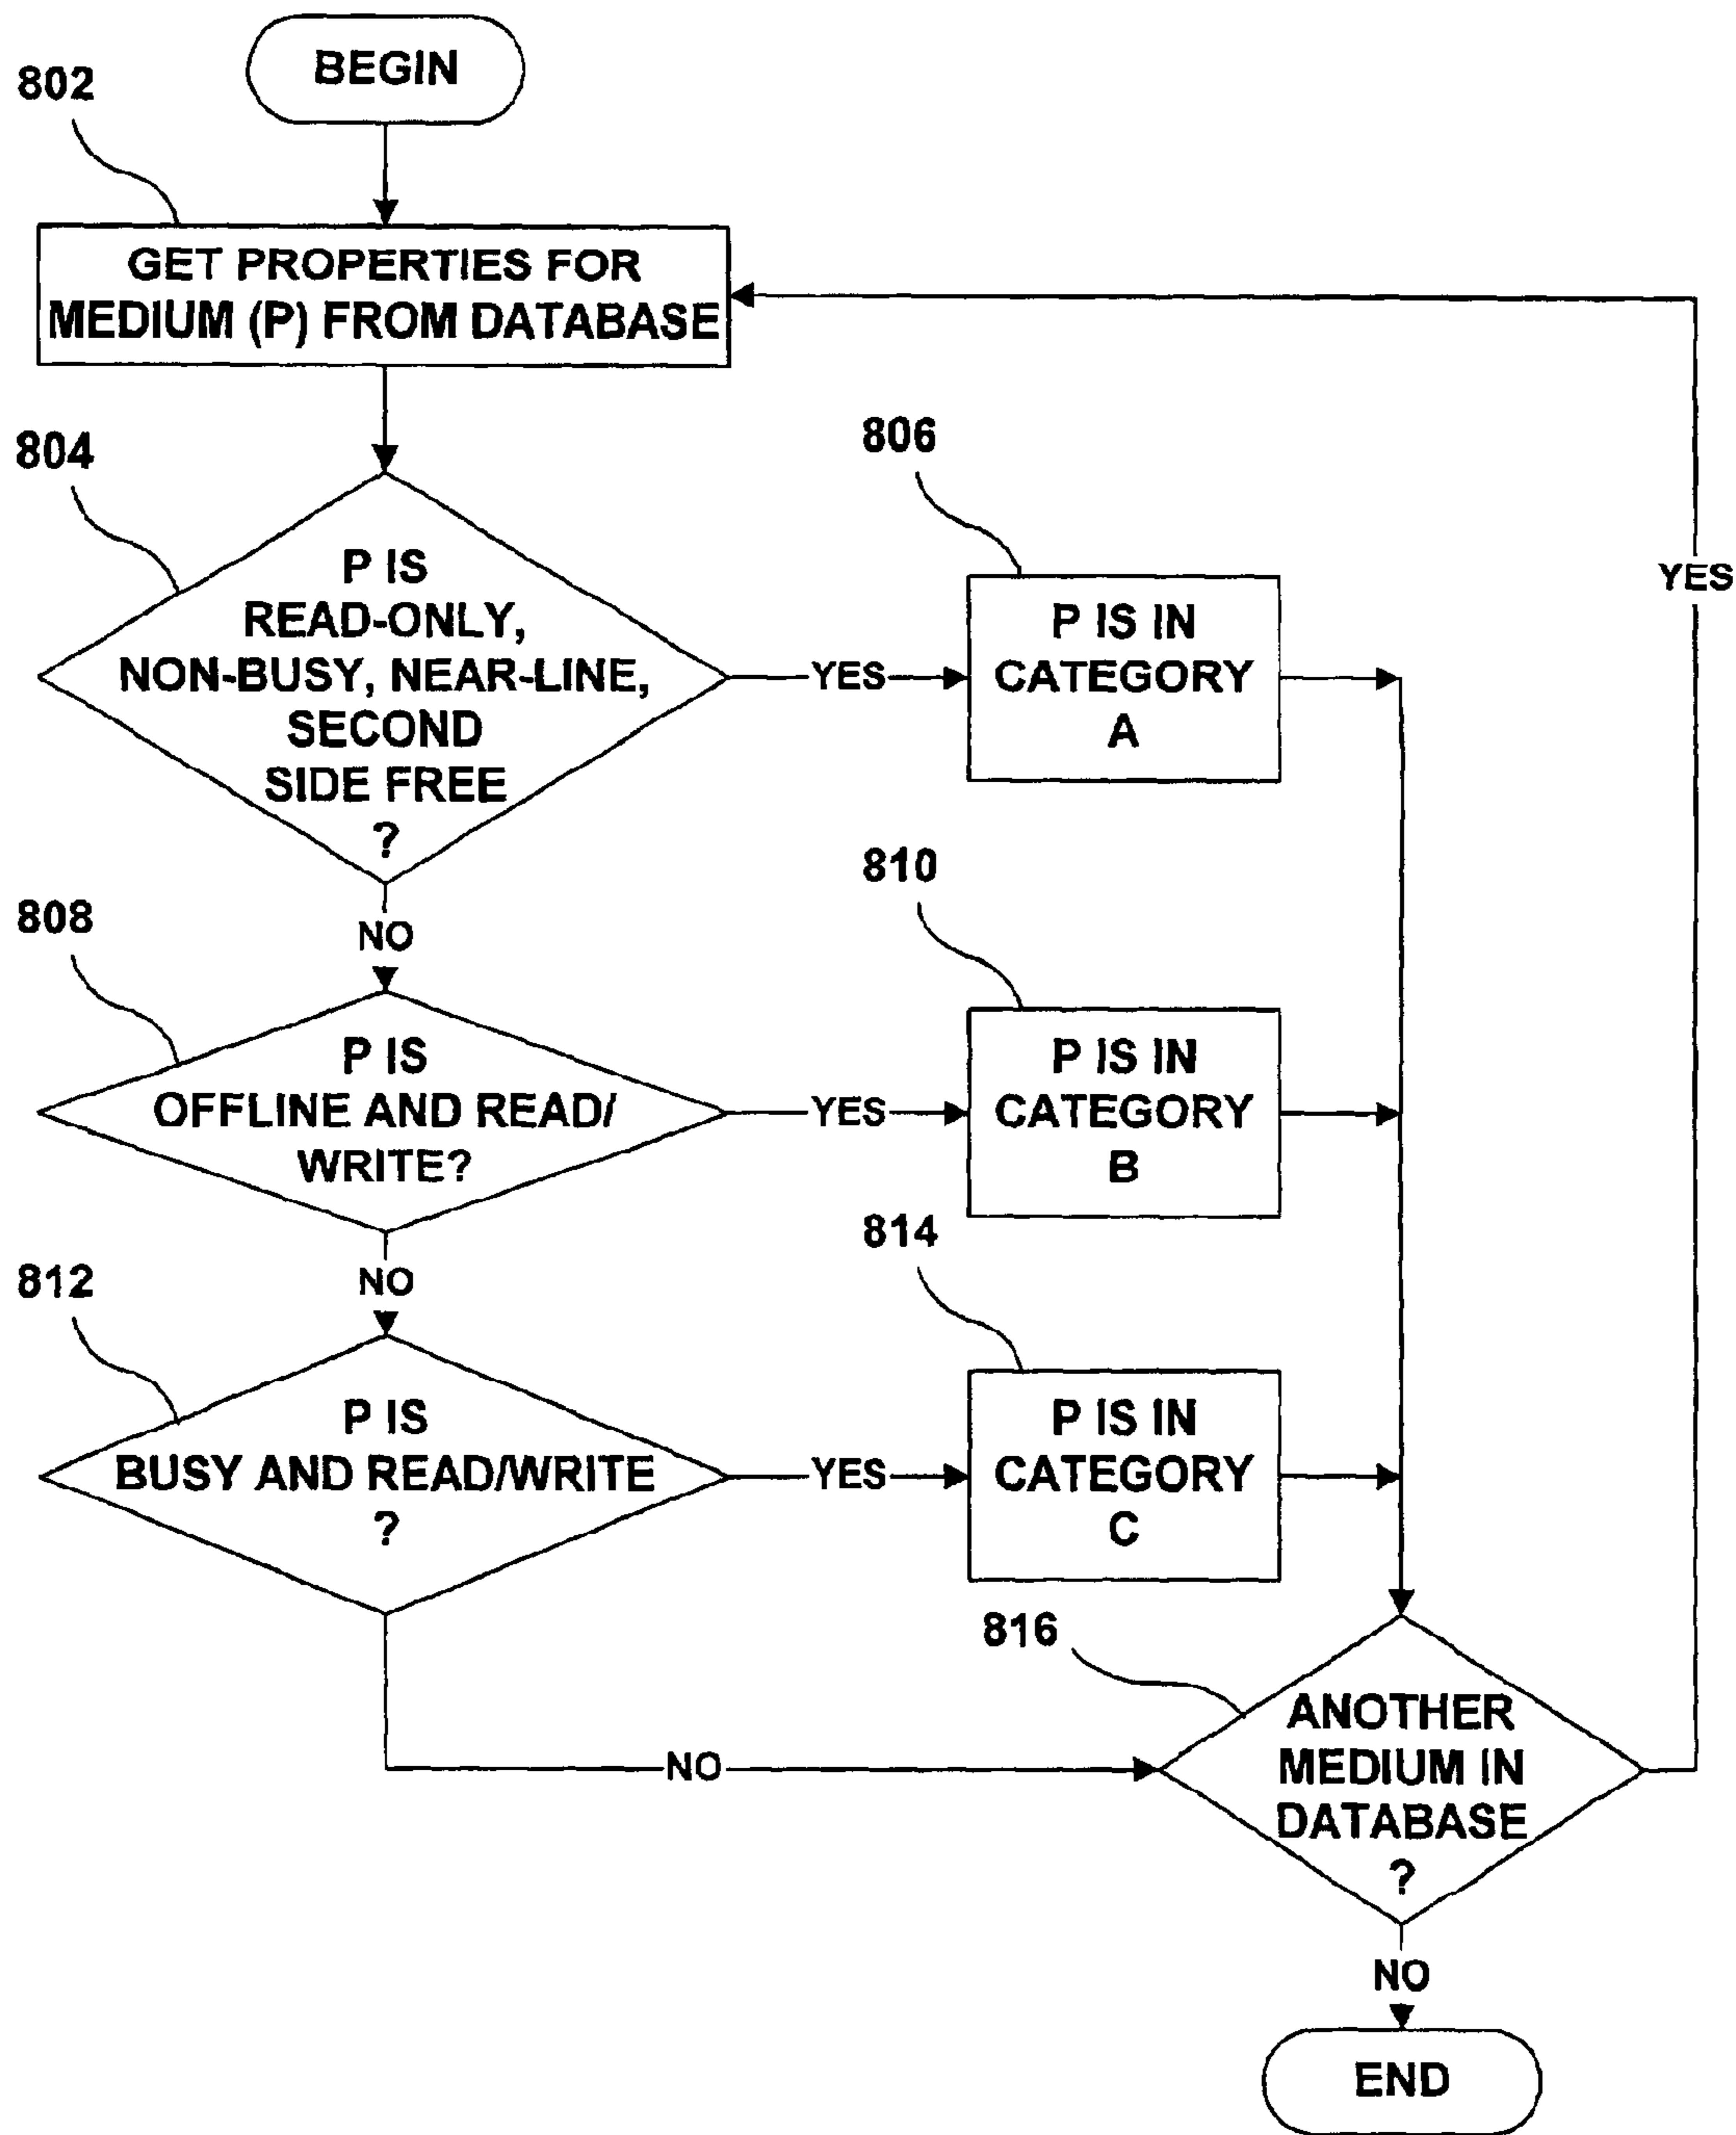 BEGIN
802
GET PROPERTIES FOR
MEDIUM (P) FROM DATABASE
804
P IS
READ-ONLY,
NON-BUSY, NEAR-LINE,
SECOND
SIDE FREE
?
YES
806
P IS IN
CATEGORY
A
YES
NO
808
P IS
OFFLINE AND READ/
WRITE?
YES
810
P IS IN
CATEGORY
B
NO
812
P IS
BUSY AND READ/WRITE
?
YES
814
P IS IN
CATEGORY
C
NO
816
ANOTHER
MEDIUM IN
DATABASE
?
NO
END